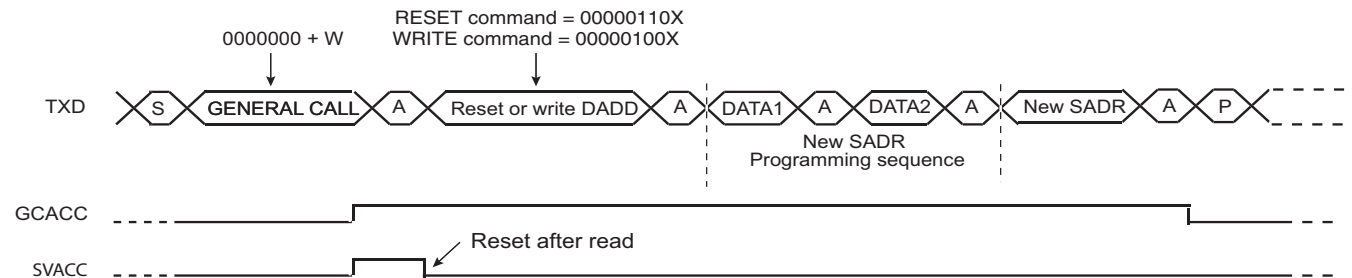 RESET command = 00000110X
0000000 + W
WRITE command = 00000100X
TXD
S
GENERAL CALL
A
Reset or write DADD
A
DATA1
A
DATA2
A
New SADR
A
P
New SADR
Programming sequence
GCACC
Reset after read
SVACC